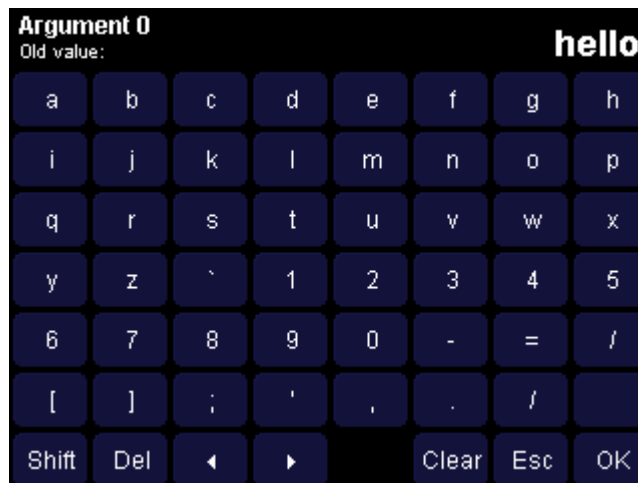 Argument 0
Old value:
hello
a b c d e f g h
i j k l m n o p
q r s t u v w x
y z ` 1 2 3 4 5
6 7 8 9 0 - = /
[ ] ; ' , . /
Shift Del ◀ ▶ Clear Esc OK